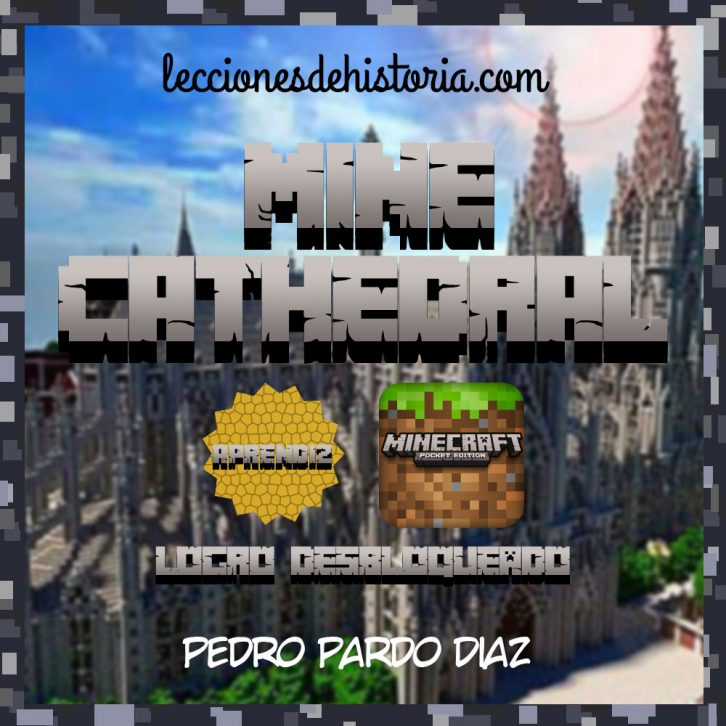 leccionesdehistoria.com
MINE
CATHEDRAL
APRENDIZ
MINECRAFT
POCKET EDITION
LOGRO DESBLOQUEADO
PEDRO PARDO DIAZ